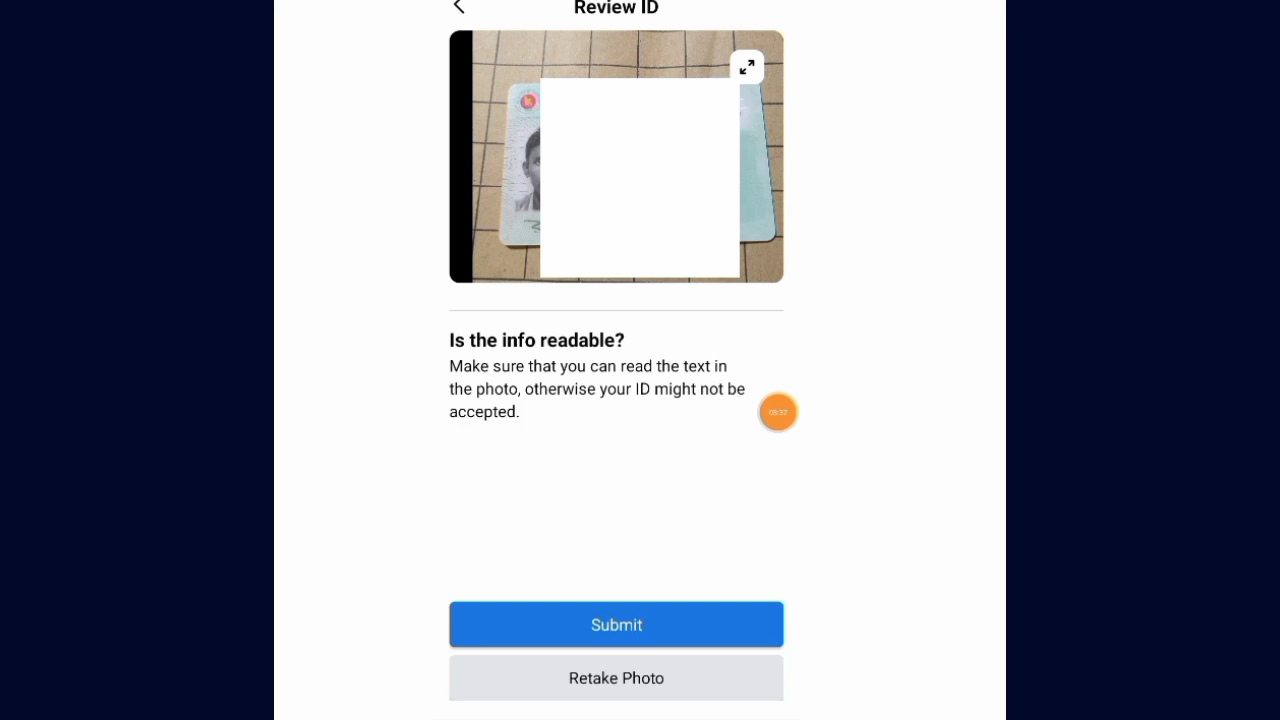 Review ID
Is the info readable?
Make sure that you can read the text in
the photo, otherwise your ID might not be
accepted.
Submit
Retake Photo